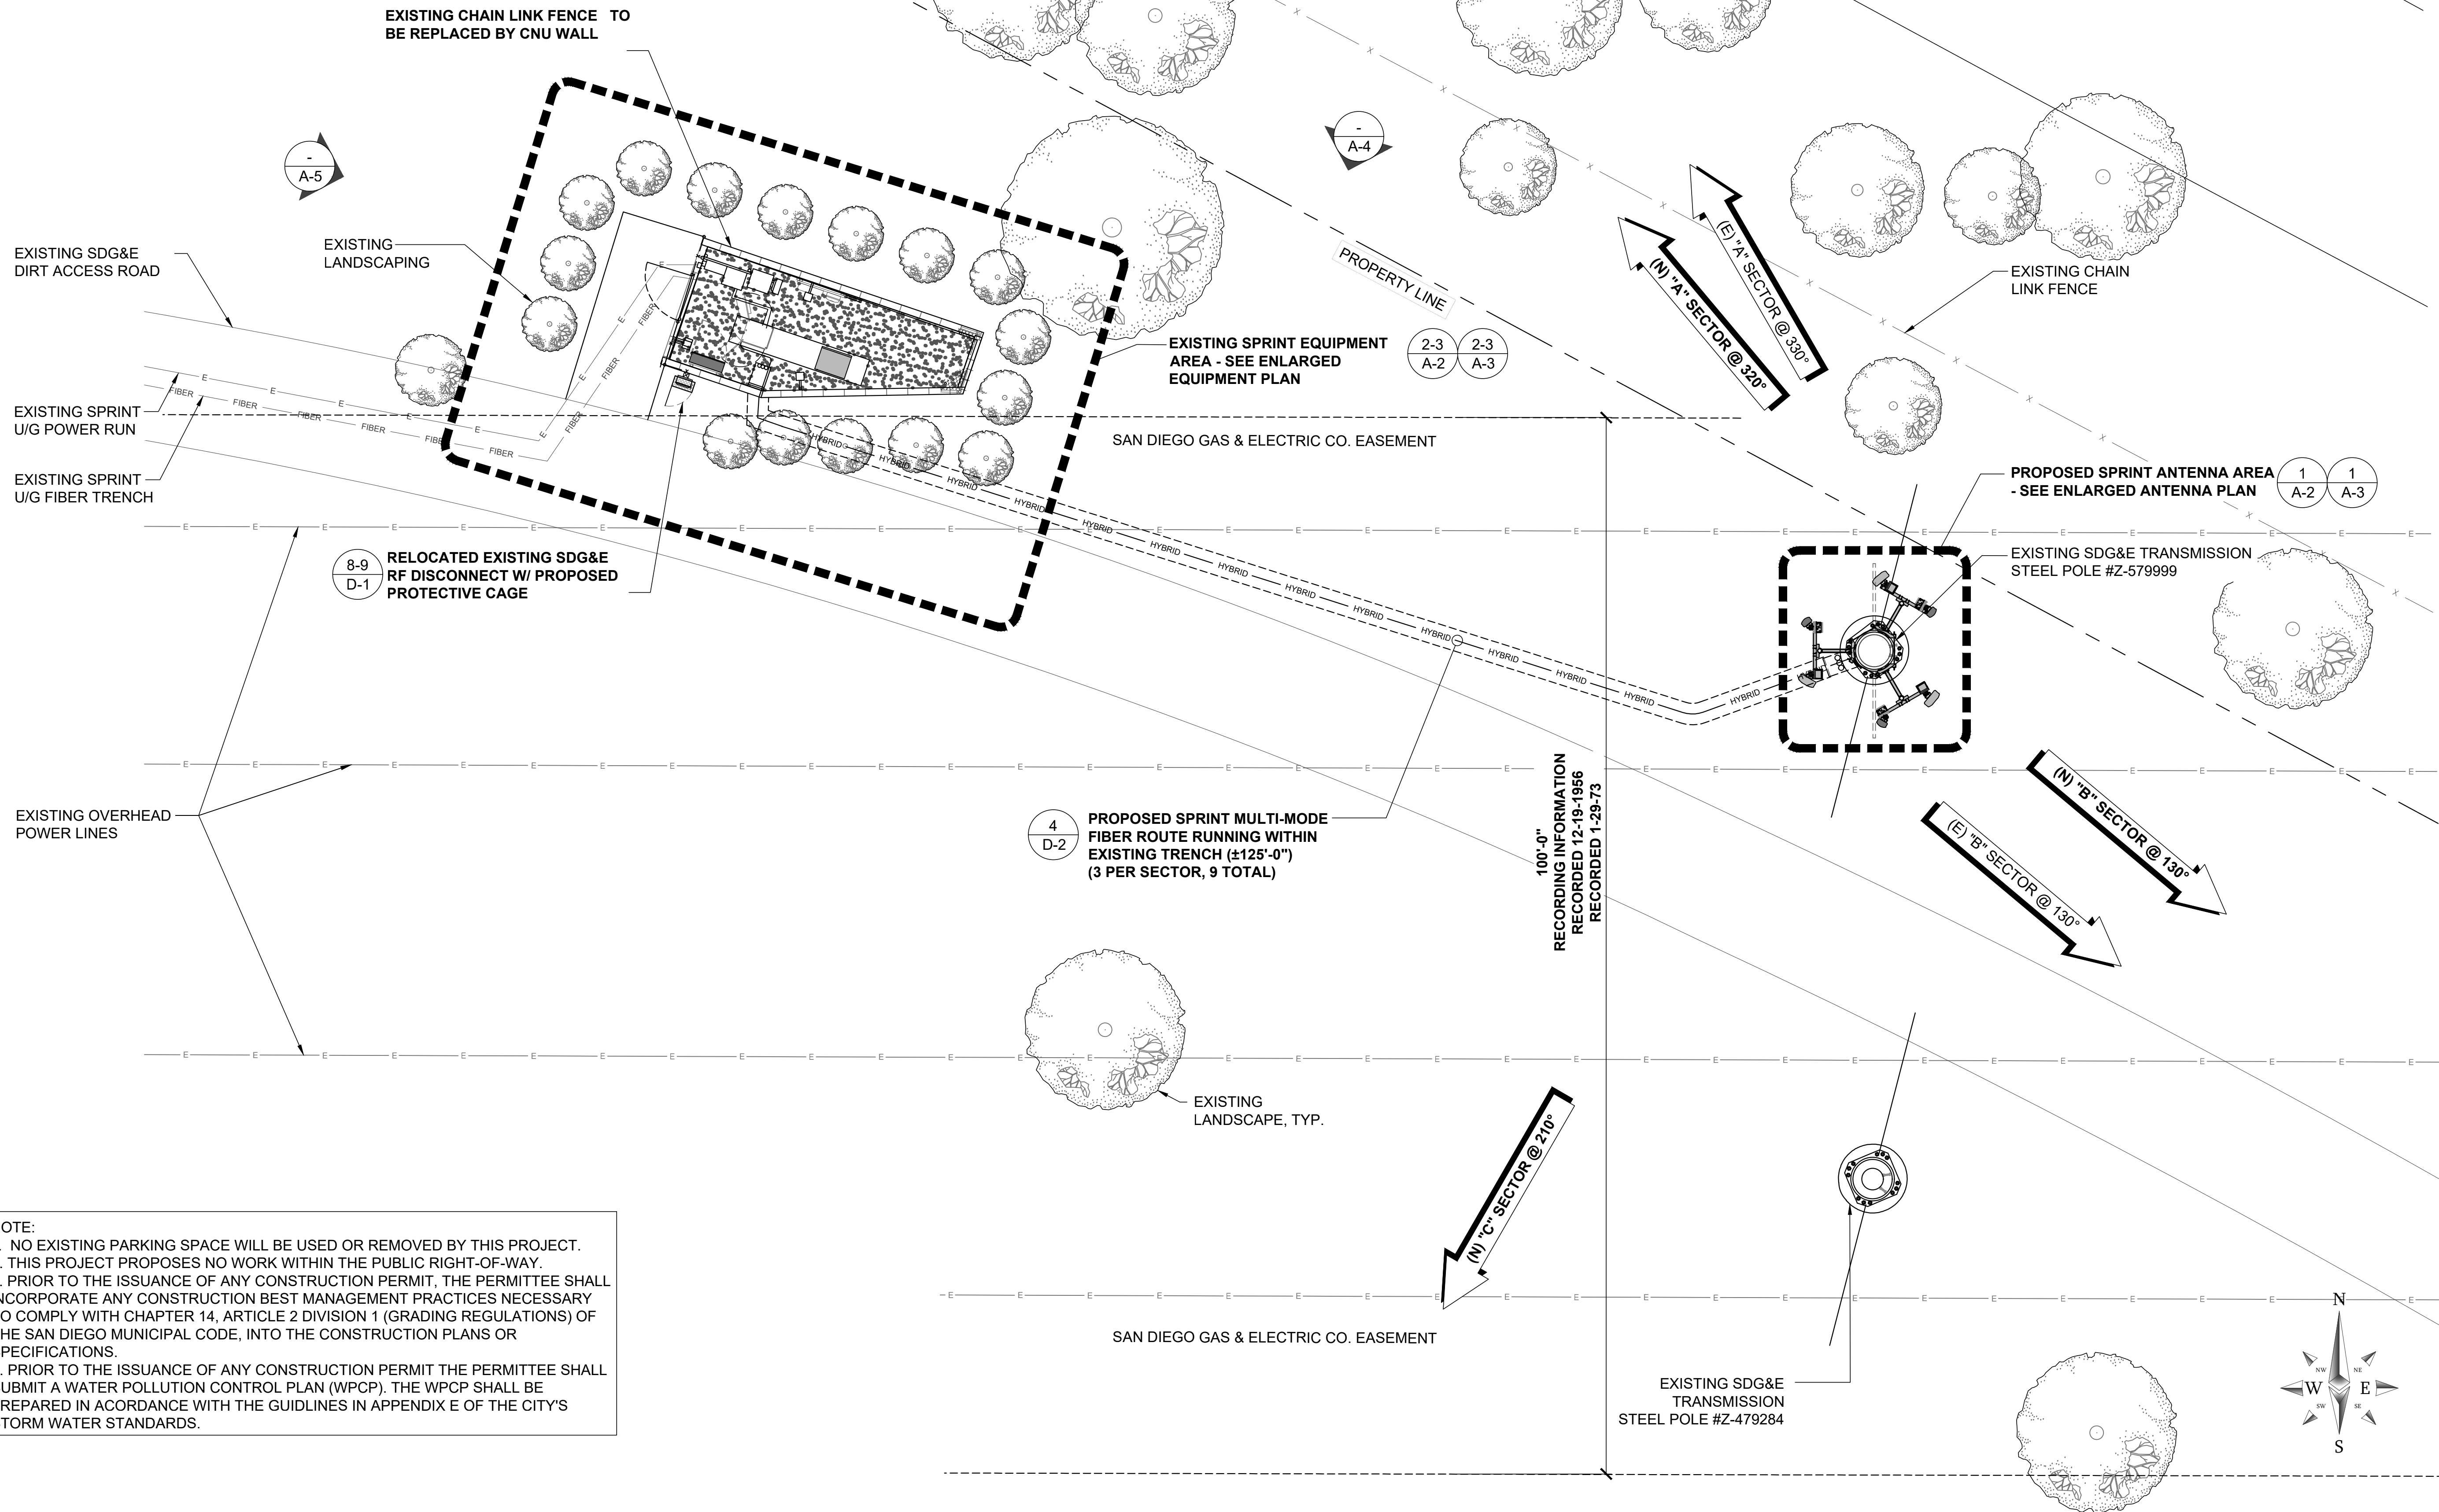 EXISTING CHAIN LINK FENCE TO
BE REPLACED BY CNU WALL
-
A-5
-
A-4
EXISTING SDG&E
DIRT ACCESS ROAD
EXISTING
LANDSCAPING
PROPERTY LINE
(N) "A" SECTOR @ 320°
(E) "A" SECTOR @ 330°
EXISTING CHAIN
LINK FENCE
EXISTING SPRINT EQUIPMENT
AREA - SEE ENLARGED
EQUIPMENT PLAN
2-3
A-2
2-3
A-3
EXISTING SPRINT
U/G POWER RUN
EXISTING SPRINT
U/G FIBER TRENCH
FIBER
HYBRID
E
X
SAN DIEGO GAS & ELECTRIC CO. EASEMENT
PROPOSED SPRINT ANTENNA AREA
- SEE ENLARGED ANTENNA PLAN
1
A-2
1
A-3
EXISTING SDG&E TRANSMISSION
STEEL POLE #Z-579999
8-9
D-1
RELOCATED EXISTING SDG&E
RF DISCONNECT W/ PROPOSED
PROTECTIVE CAGE
EXISTING OVERHEAD
POWER LINES
4
D-2
PROPOSED SPRINT MULTI-MODE
FIBER ROUTE RUNNING WITHIN
EXISTING TRENCH (±125'-0")
(3 PER SECTOR, 9 TOTAL)
100'-0"
RECORDING INFORMATION
RECORDED 12-19-1956
RECORDED 1-29-73
(N) "B" SECTOR @ 130°
(E) "B" SECTOR @ 130°
EXISTING
LANDSCAPE, TYP.
(N) "C" SECTOR @ 210°
SAN DIEGO GAS & ELECTRIC CO. EASEMENT
EXISTING SDG&E
TRANSMISSION
STEEL POLE #Z-479284
OTE:
. NO EXISTING PARKING SPACE WILL BE USED OR REMOVED BY THIS PROJECT.
. THIS PROJECT PROPOSES NO WORK WITHIN THE PUBLIC RIGHT-OF-WAY.
. PRIOR TO THE ISSUANCE OF ANY CONSTRUCTION PERMIT, THE PERMITTEE SHALL
NCORPORATE ANY CONSTRUCTION BEST MANAGEMENT PRACTICES NECESSARY
O COMPLY WITH CHAPTER 14, ARTICLE 2 DIVISION 1 (GRADING REGULATIONS) OF
HE SAN DIEGO MUNICIPAL CODE, INTO THE CONSTRUCTION PLANS OR
PECIFICATIONS.
. PRIOR TO THE ISSUANCE OF ANY CONSTRUCTION PERMIT THE PERMITTEE SHALL
UBMIT A WATER POLLUTION CONTROL PLAN (WPCP). THE WPCP SHALL BE
REPARED IN ACORDANCE WITH THE GUIDLINES IN APPENDIX E OF THE CITY'S
TORM WATER STANDARDS.
N
NW
NE
W
E
SW
SE
S